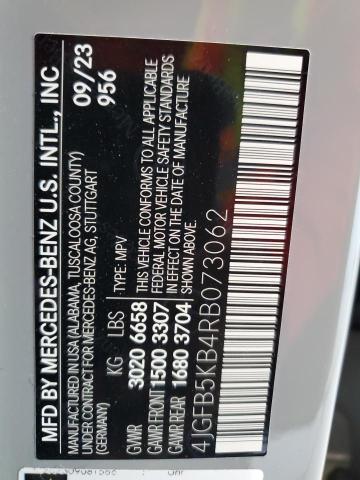 MFD BY MERCEDES-BENZ U.S. INTL., INC
MANUFACTURED IN USA (ALABAMA, TUSCALOOSA COUNTY)
UNDER CONTRACT FOR MERCEDES-BENZ AG, STUTTGART
(GERMANY)
09/23
956
KG LBS
GVWR 3020 6658
GAWR FRONT 1500 3307
GAWR REAR 1680 3704
TYPE: MPV
THIS VEHICLE CONFORMS TO ALL APPLICABLE
FEDERAL MOTOR VEHICLE SAFETY STANDARDS
IN EFFECT ON THE DATE OF MANUFACTURE
SHOWN ABOVE.
4JGFB5KB4RB073062